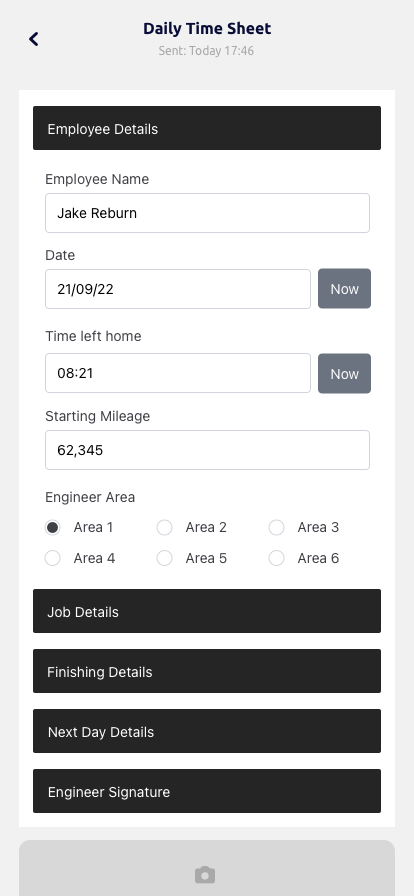 Daily Time Sheet
Sent: Today 17:46
Employee Details
Employee Name
Jake Reburn
Date
21/09/22 Now
Time left home
08:21 Now
Starting Mileage
62,345
Engineer Area
Area 1 Area 2 Area 3
Area 4 Area 5 Area 6
Job Details
Finishing Details
Next Day Details
Engineer Signature